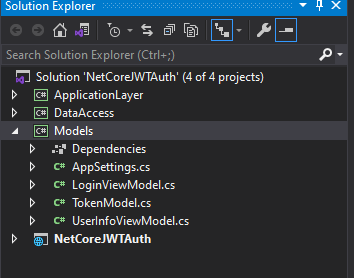 Solution Explorer
Search Solution Explorer (Ctrl+;)
Solution 'NetCoreJWTAuth' (4 of 4 projects)
C# ApplicationLayer
C# DataAccess
C# Models
Dependencies
C# AppSettings.cs
C# LoginViewModel.cs
C# TokenModel.cs
C# UserInfoViewModel.cs
NetCoreJWTAuth